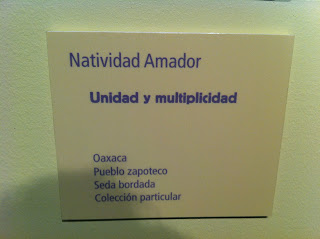 Natividad Amador
Unidad y multiplicidad
Oaxaca
Pueblo zapoteco
Seda bordada
Colección particular